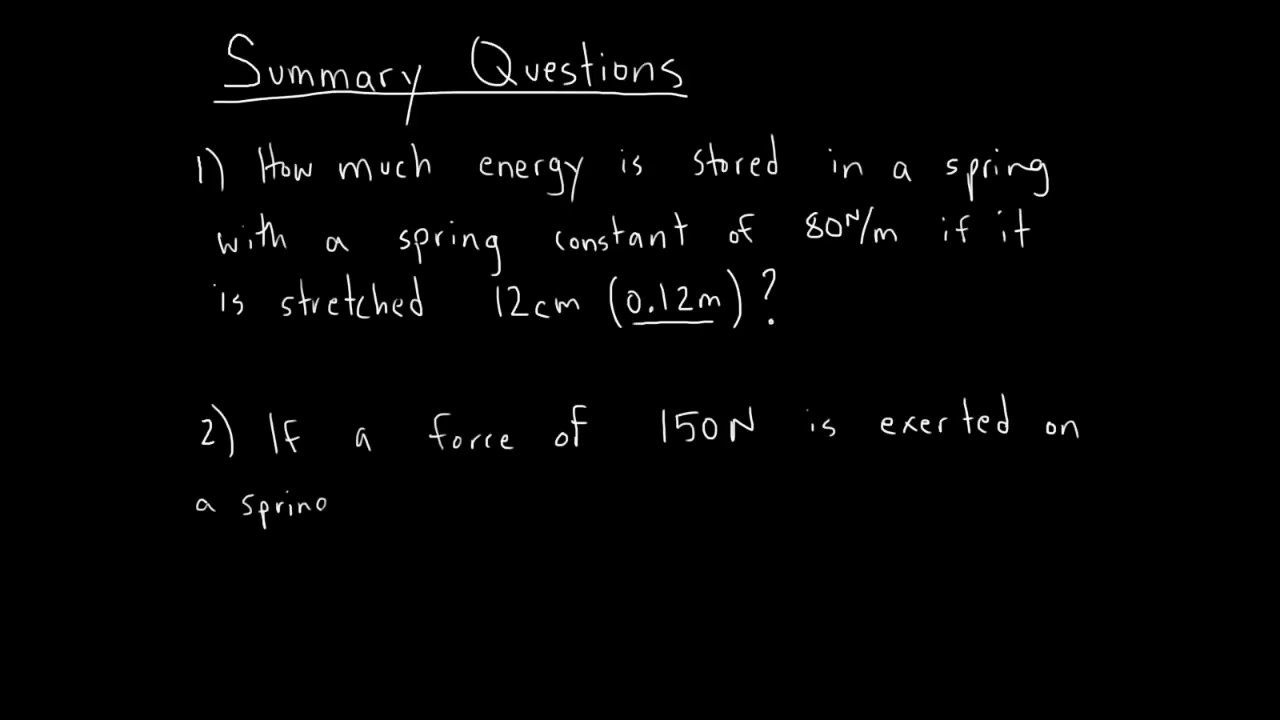 Summary Questions
1) How much energy is stored in a spring
with a spring constant of 80N/m if it
is stretched 12cm (0.12m)?
2) If a force of 150N is exerted on
a sprino